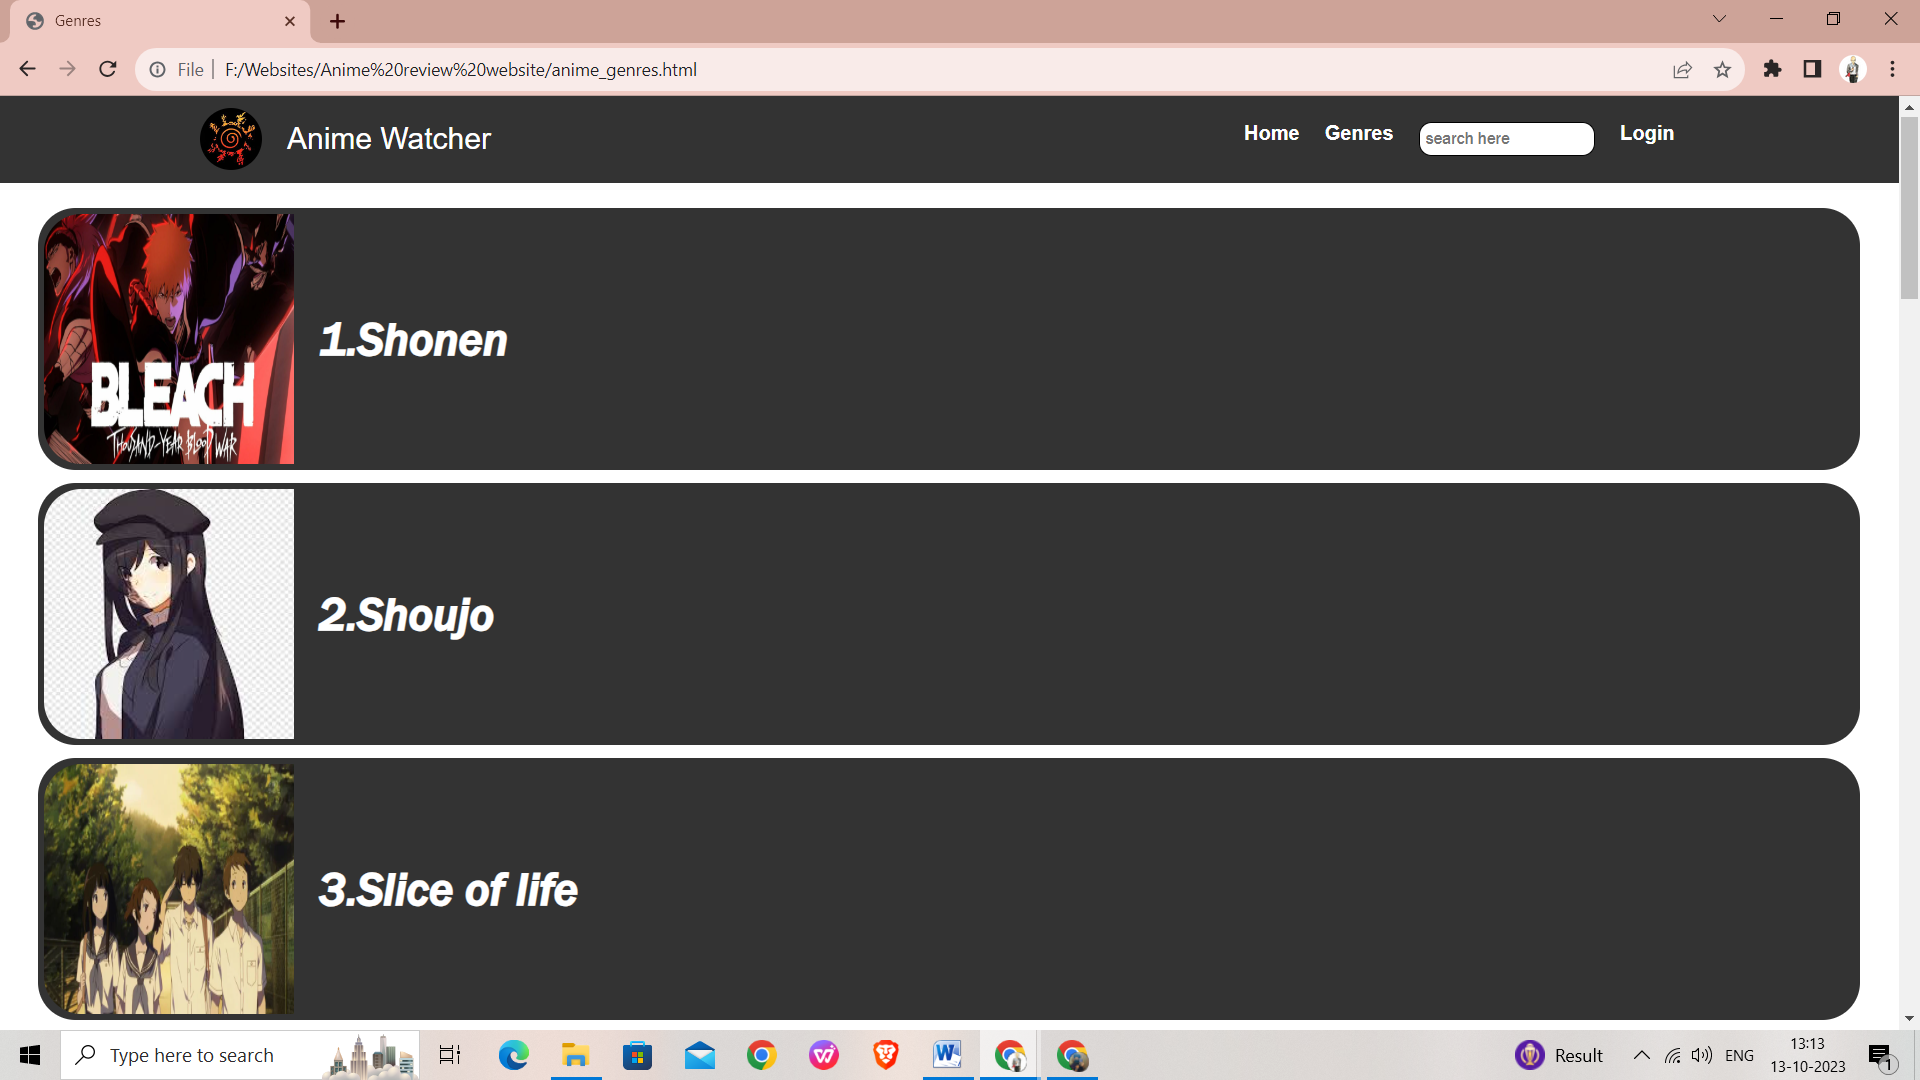 Genres
File
F:/Websites/Anime%20review%20website/anime_genres.html
Anime Watcher
Home
Genres
search here
Login
BLEACH
THOUSAND-YEAR BLOOD WAR
1.Shonen
2.Shoujo
3.Slice of life
Type here to search
Result
ENG
13:13
13-10-2023
1